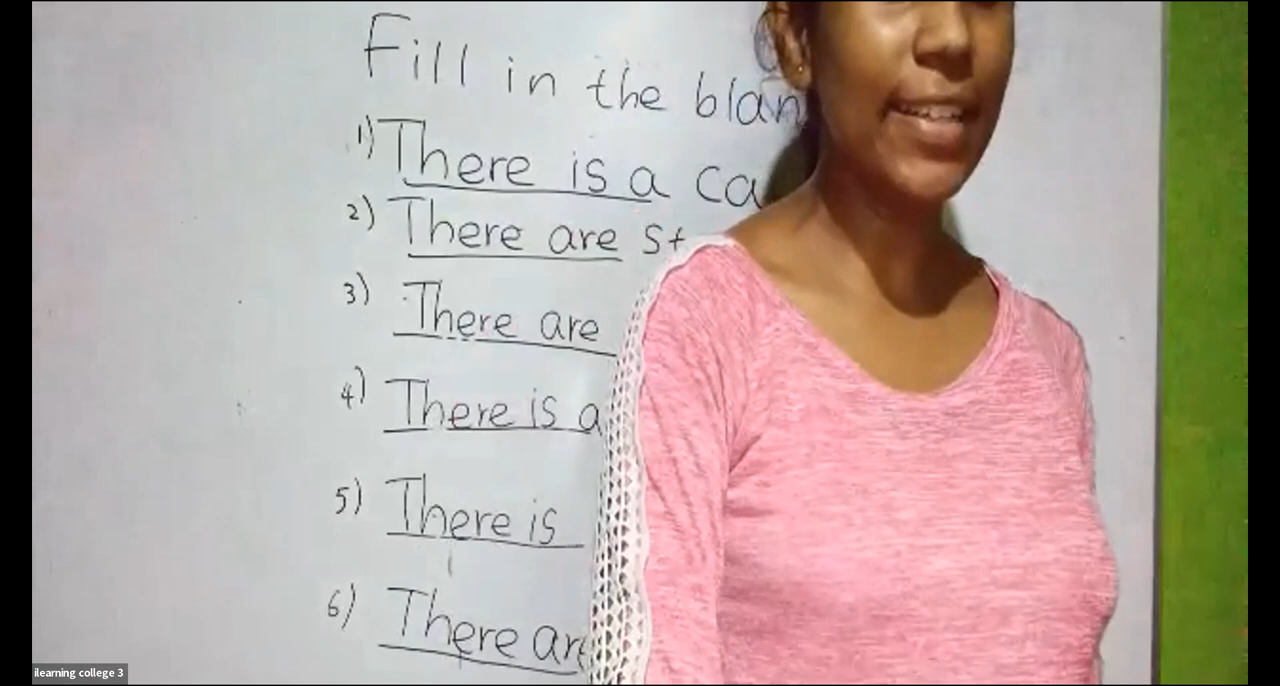 Fill in the blan
1) There is a ca
2) There are st
3) There are
4) There is a
5) There is
6) There are
ilearning college 3